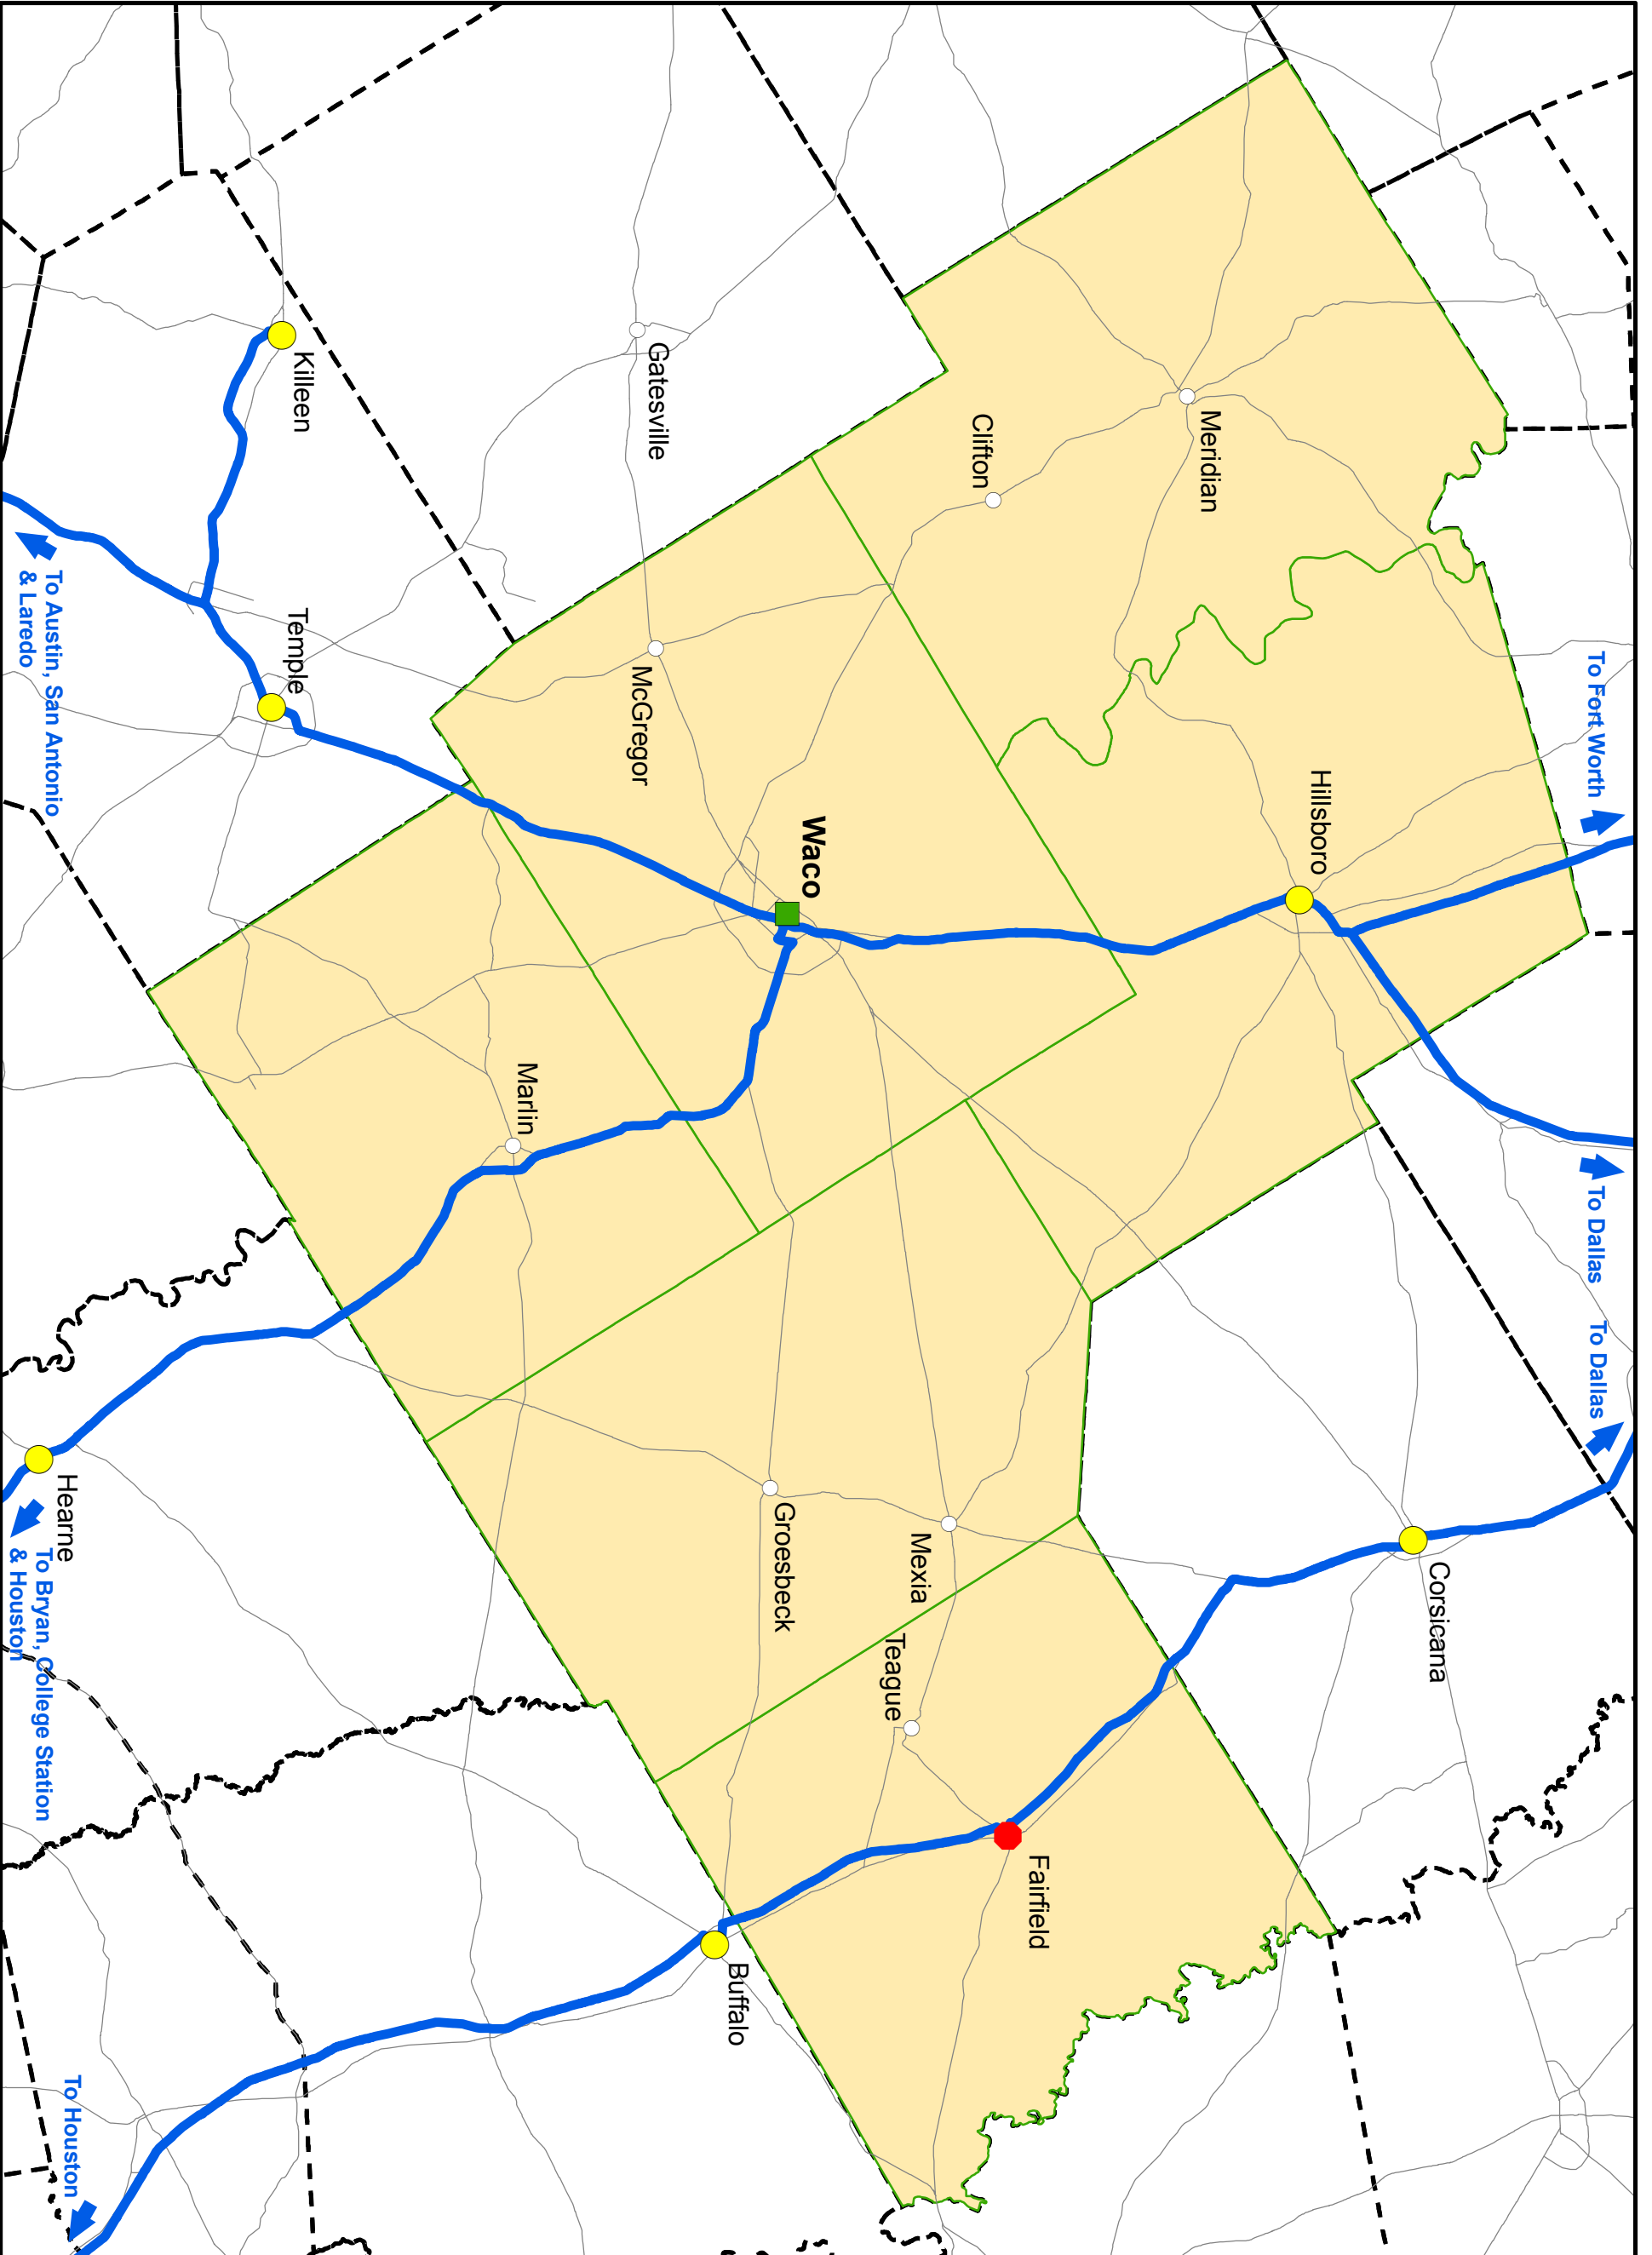 To Fort Worth
To Dallas
To Dallas
Hillsboro
Corsicana
Meridian
Clifton
Waco
Mexia
Teague
Fairfield
Gatesville
McGregor
Groesbeck
Buffalo
Marlin
Killeen
Temple
Hearne
To Austin, San Antonio
& Laredo
To Bryan, College Station
& Houston
To Houston